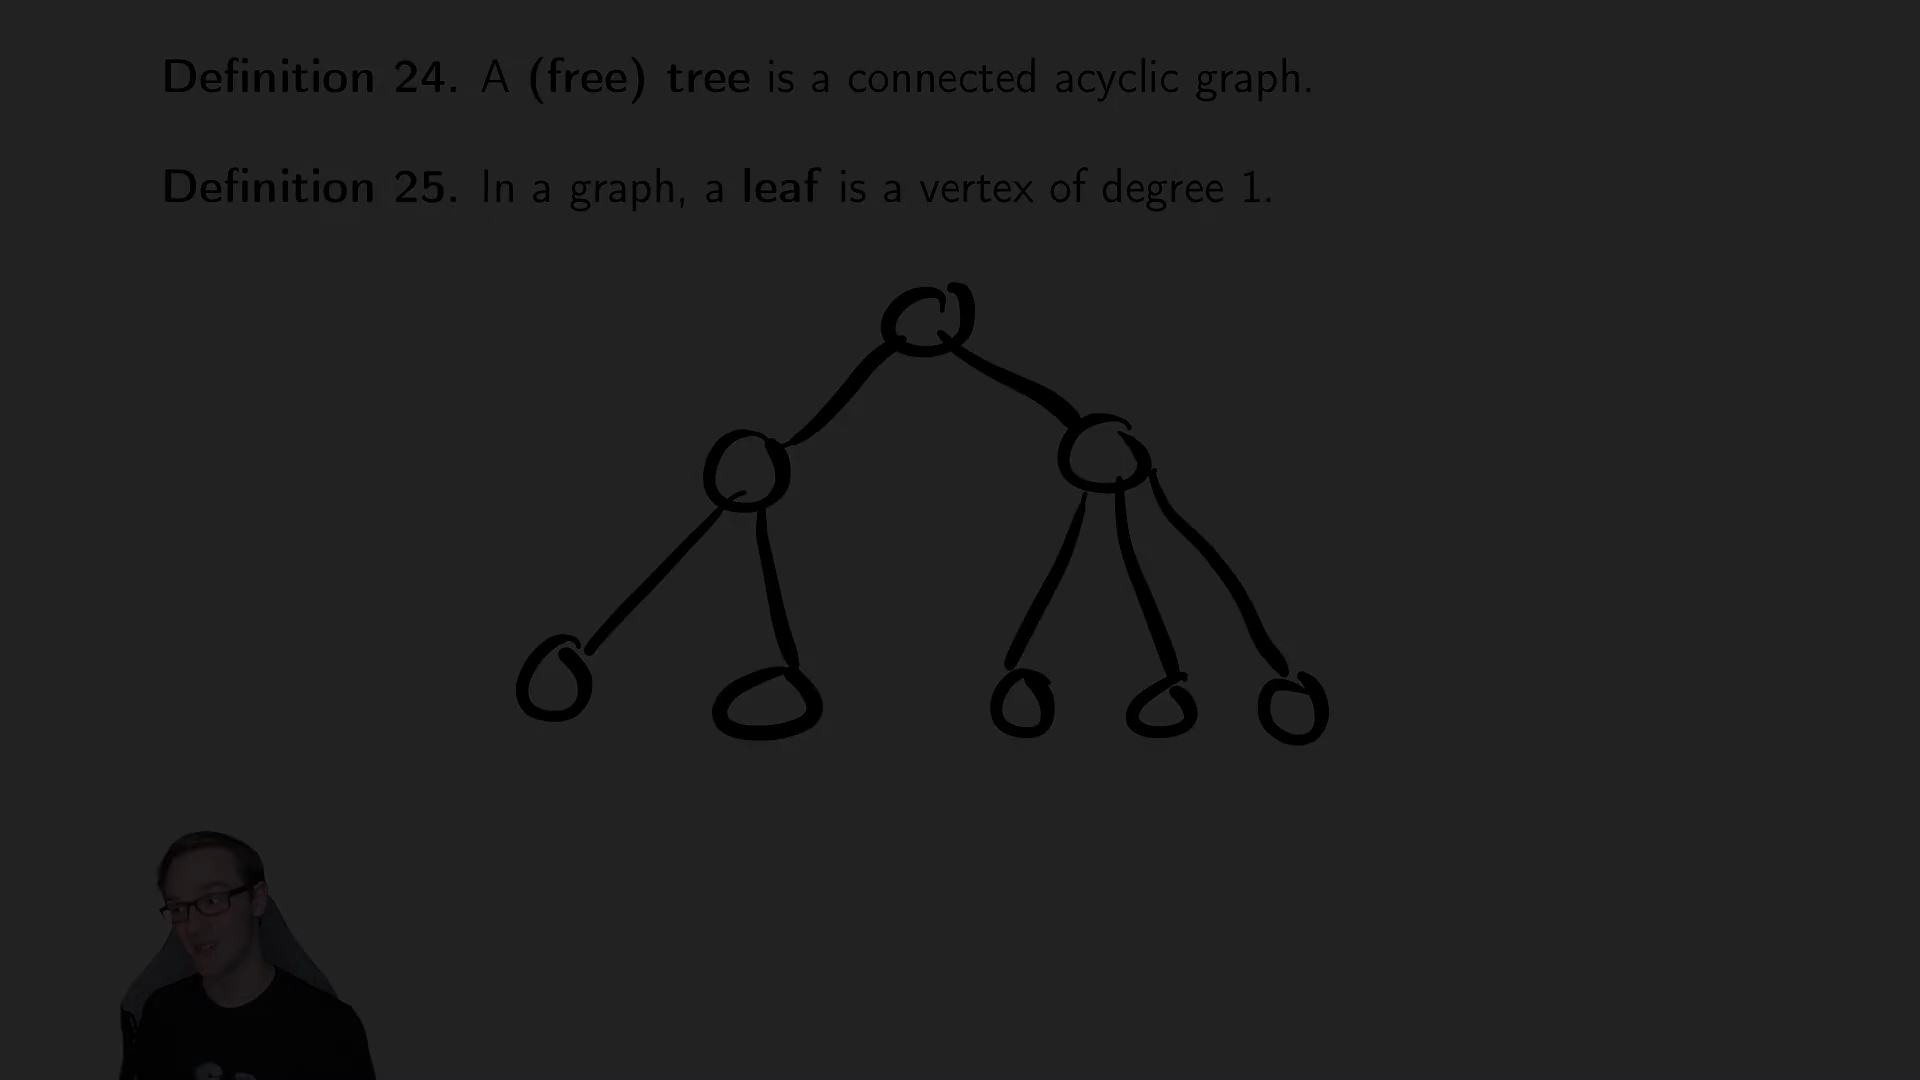 Definition 24. A (free) tree is a connected acyclic graph.
Definition 25. In a graph, a leaf is a vertex of degree 1.